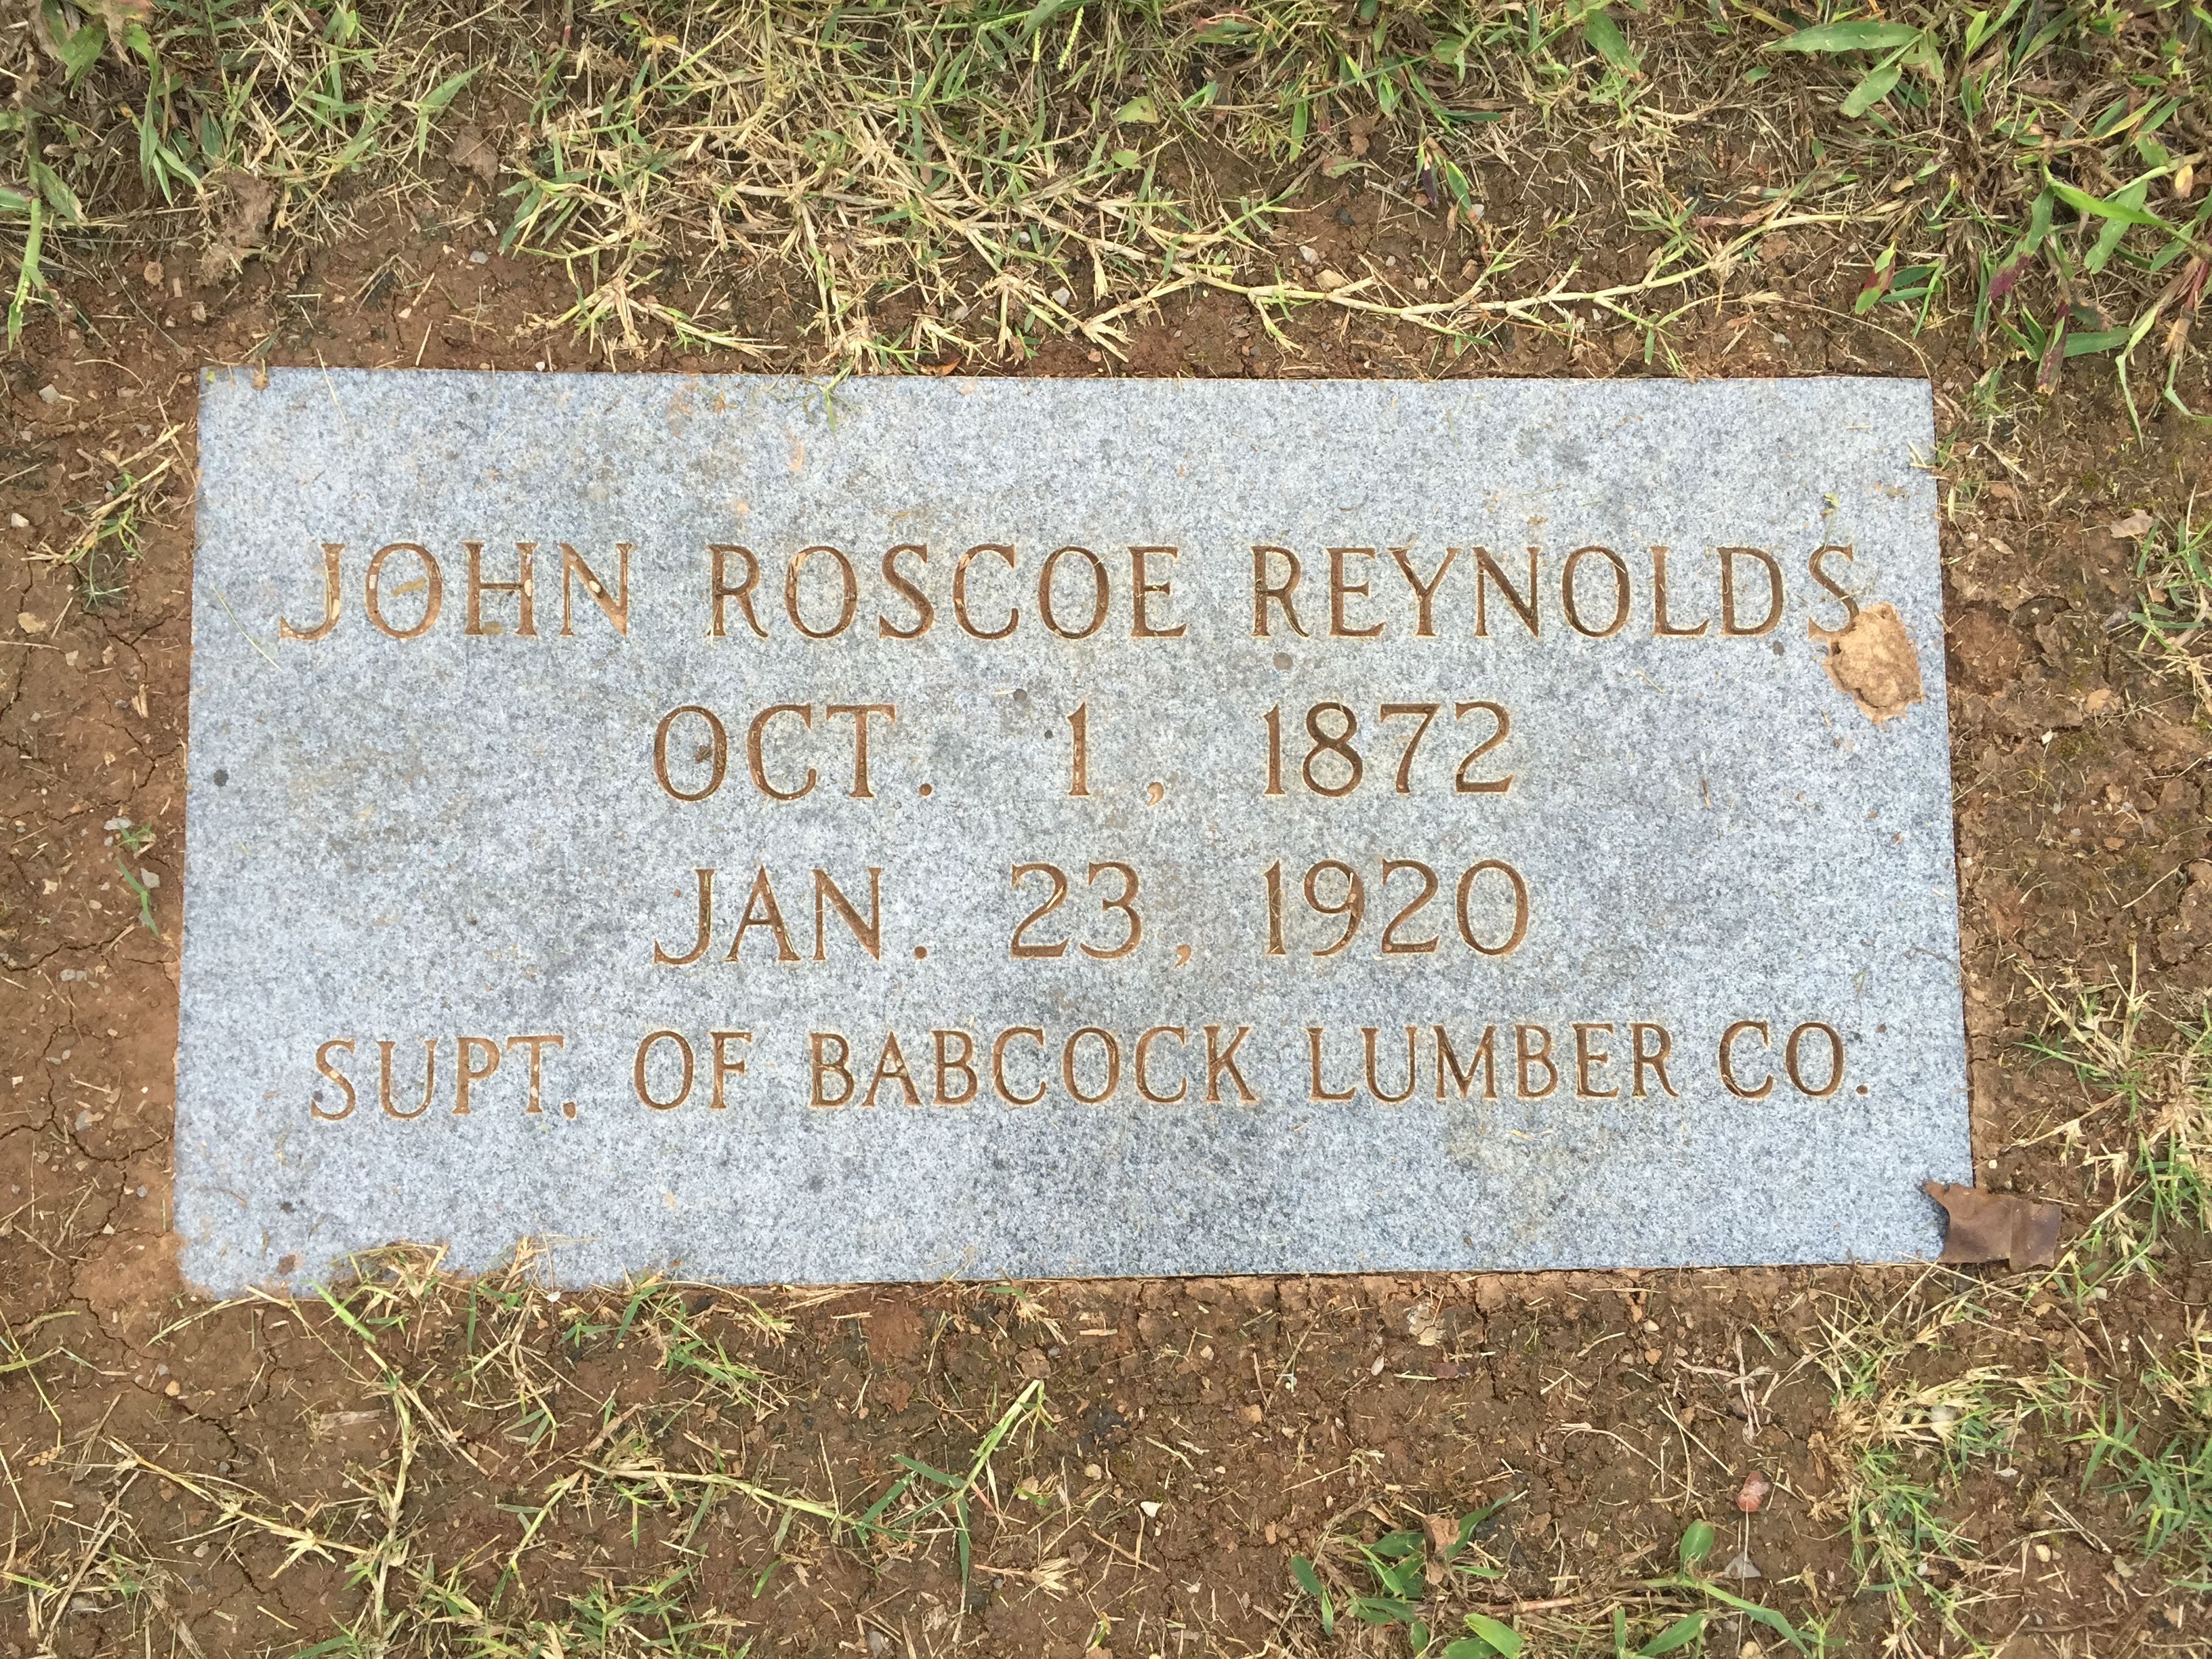 JOHN ROSCOE REYNOLDS
OCT. 1, 1872
JAN. 23, 1920
SUPT. OF BABCOCK LUMBER CO.